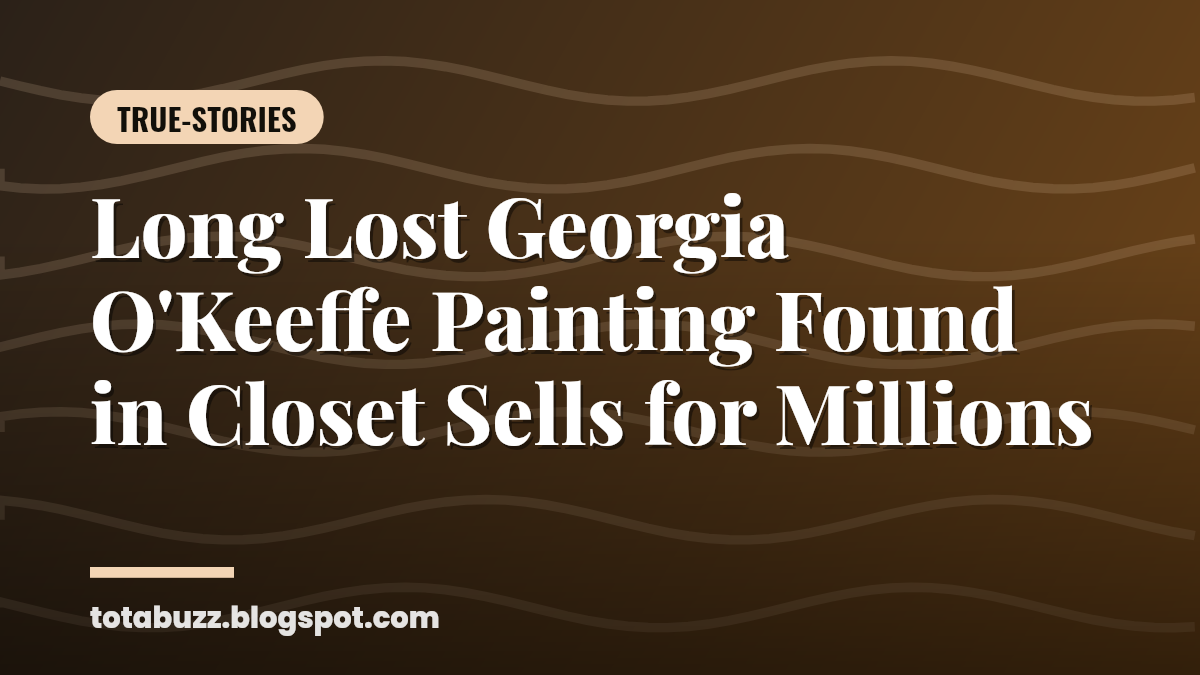 TRUE-STORIES
Long Lost Georgia
O'Keeffe Painting Found
in Closet Sells for Millions
totabuzz.blogspot.com